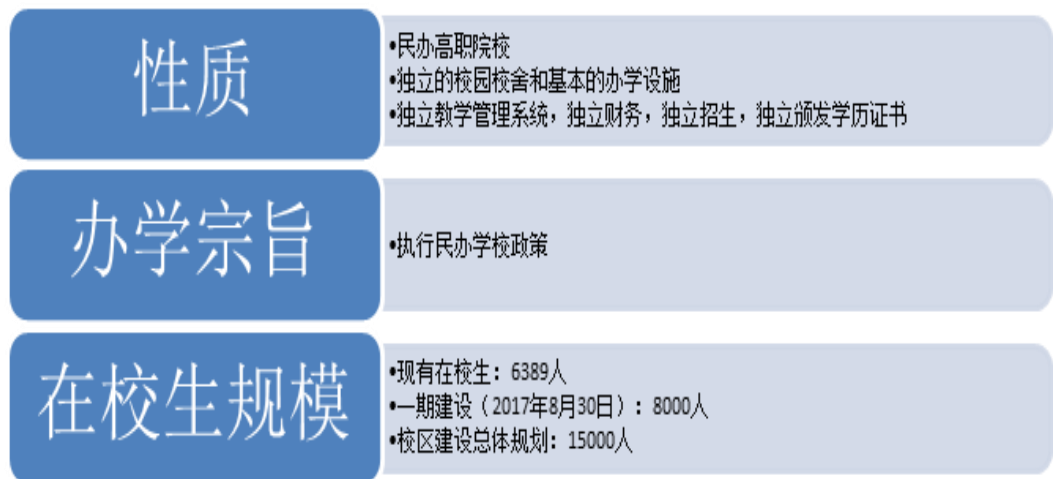 性质
•民办高职院校
•独立的校园校舍和基本的办学设施
•独立教学管理系统，独立财务，独立招生，独立颁发学历证书
办学宗旨
•执行民办学校政策
在校生规模
•现有在校生：6389人
•一期建设（2017年8月30日）：8000人
•校区建设总体规划：15000人